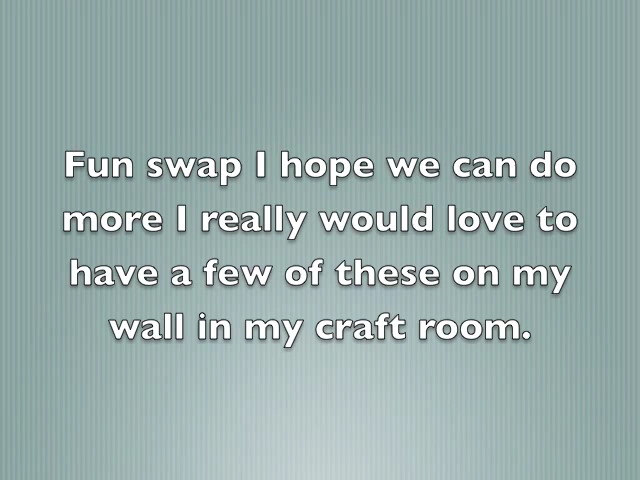 Fun swap I hope we can do
more I really would love to
have a few of these on my
wall in my craft room.